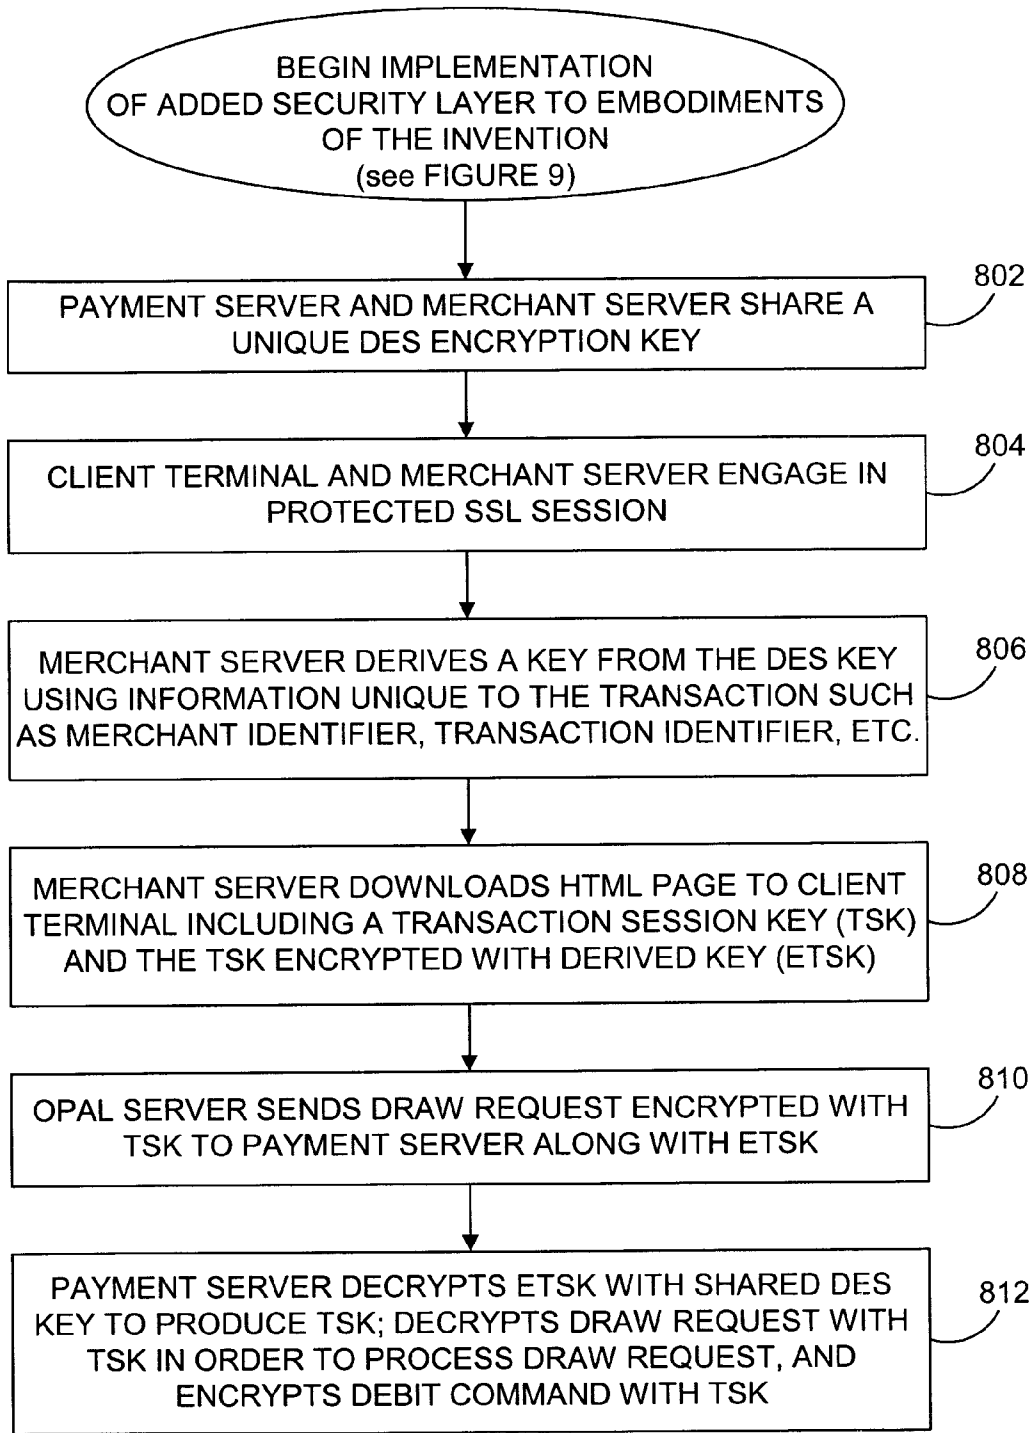 BEGIN IMPLEMENTATION
OF ADDED SECURITY LAYER TO EMBODIMENTS
OF THE INVENTION
(see FIGURE 9)
802
PAYMENT SERVER AND MERCHANT SERVER SHARE A
UNIQUE DES ENCRYPTION KEY
804
CLIENT TERMINAL AND MERCHANT SERVER ENGAGE IN
PROTECTED SSL SESSION
806
MERCHANT SERVER DERIVES A KEY FROM THE DES KEY
USING INFORMATION UNIQUE TO THE TRANSACTION SUCH
AS MERCHANT IDENTIFIER, TRANSACTION IDENTIFIER, ETC.
808
MERCHANT SERVER DOWNLOADS HTML PAGE TO CLIENT
TERMINAL INCLUDING A TRANSACTION SESSION KEY (TSK)
AND THE TSK ENCRYPTED WITH DERIVED KEY (ETSK)
810
OPAL SERVER SENDS DRAW REQUEST ENCRYPTED WITH
TSK TO PAYMENT SERVER ALONG WITH ETSK
812
PAYMENT SERVER DECRYPTS ETSK WITH SHARED DES
KEY TO PRODUCE TSK; DECRYPTS DRAW REQUEST WITH
TSK IN ORDER TO PROCESS DRAW REQUEST, AND
ENCRYPTS DEBIT COMMAND WITH TSK